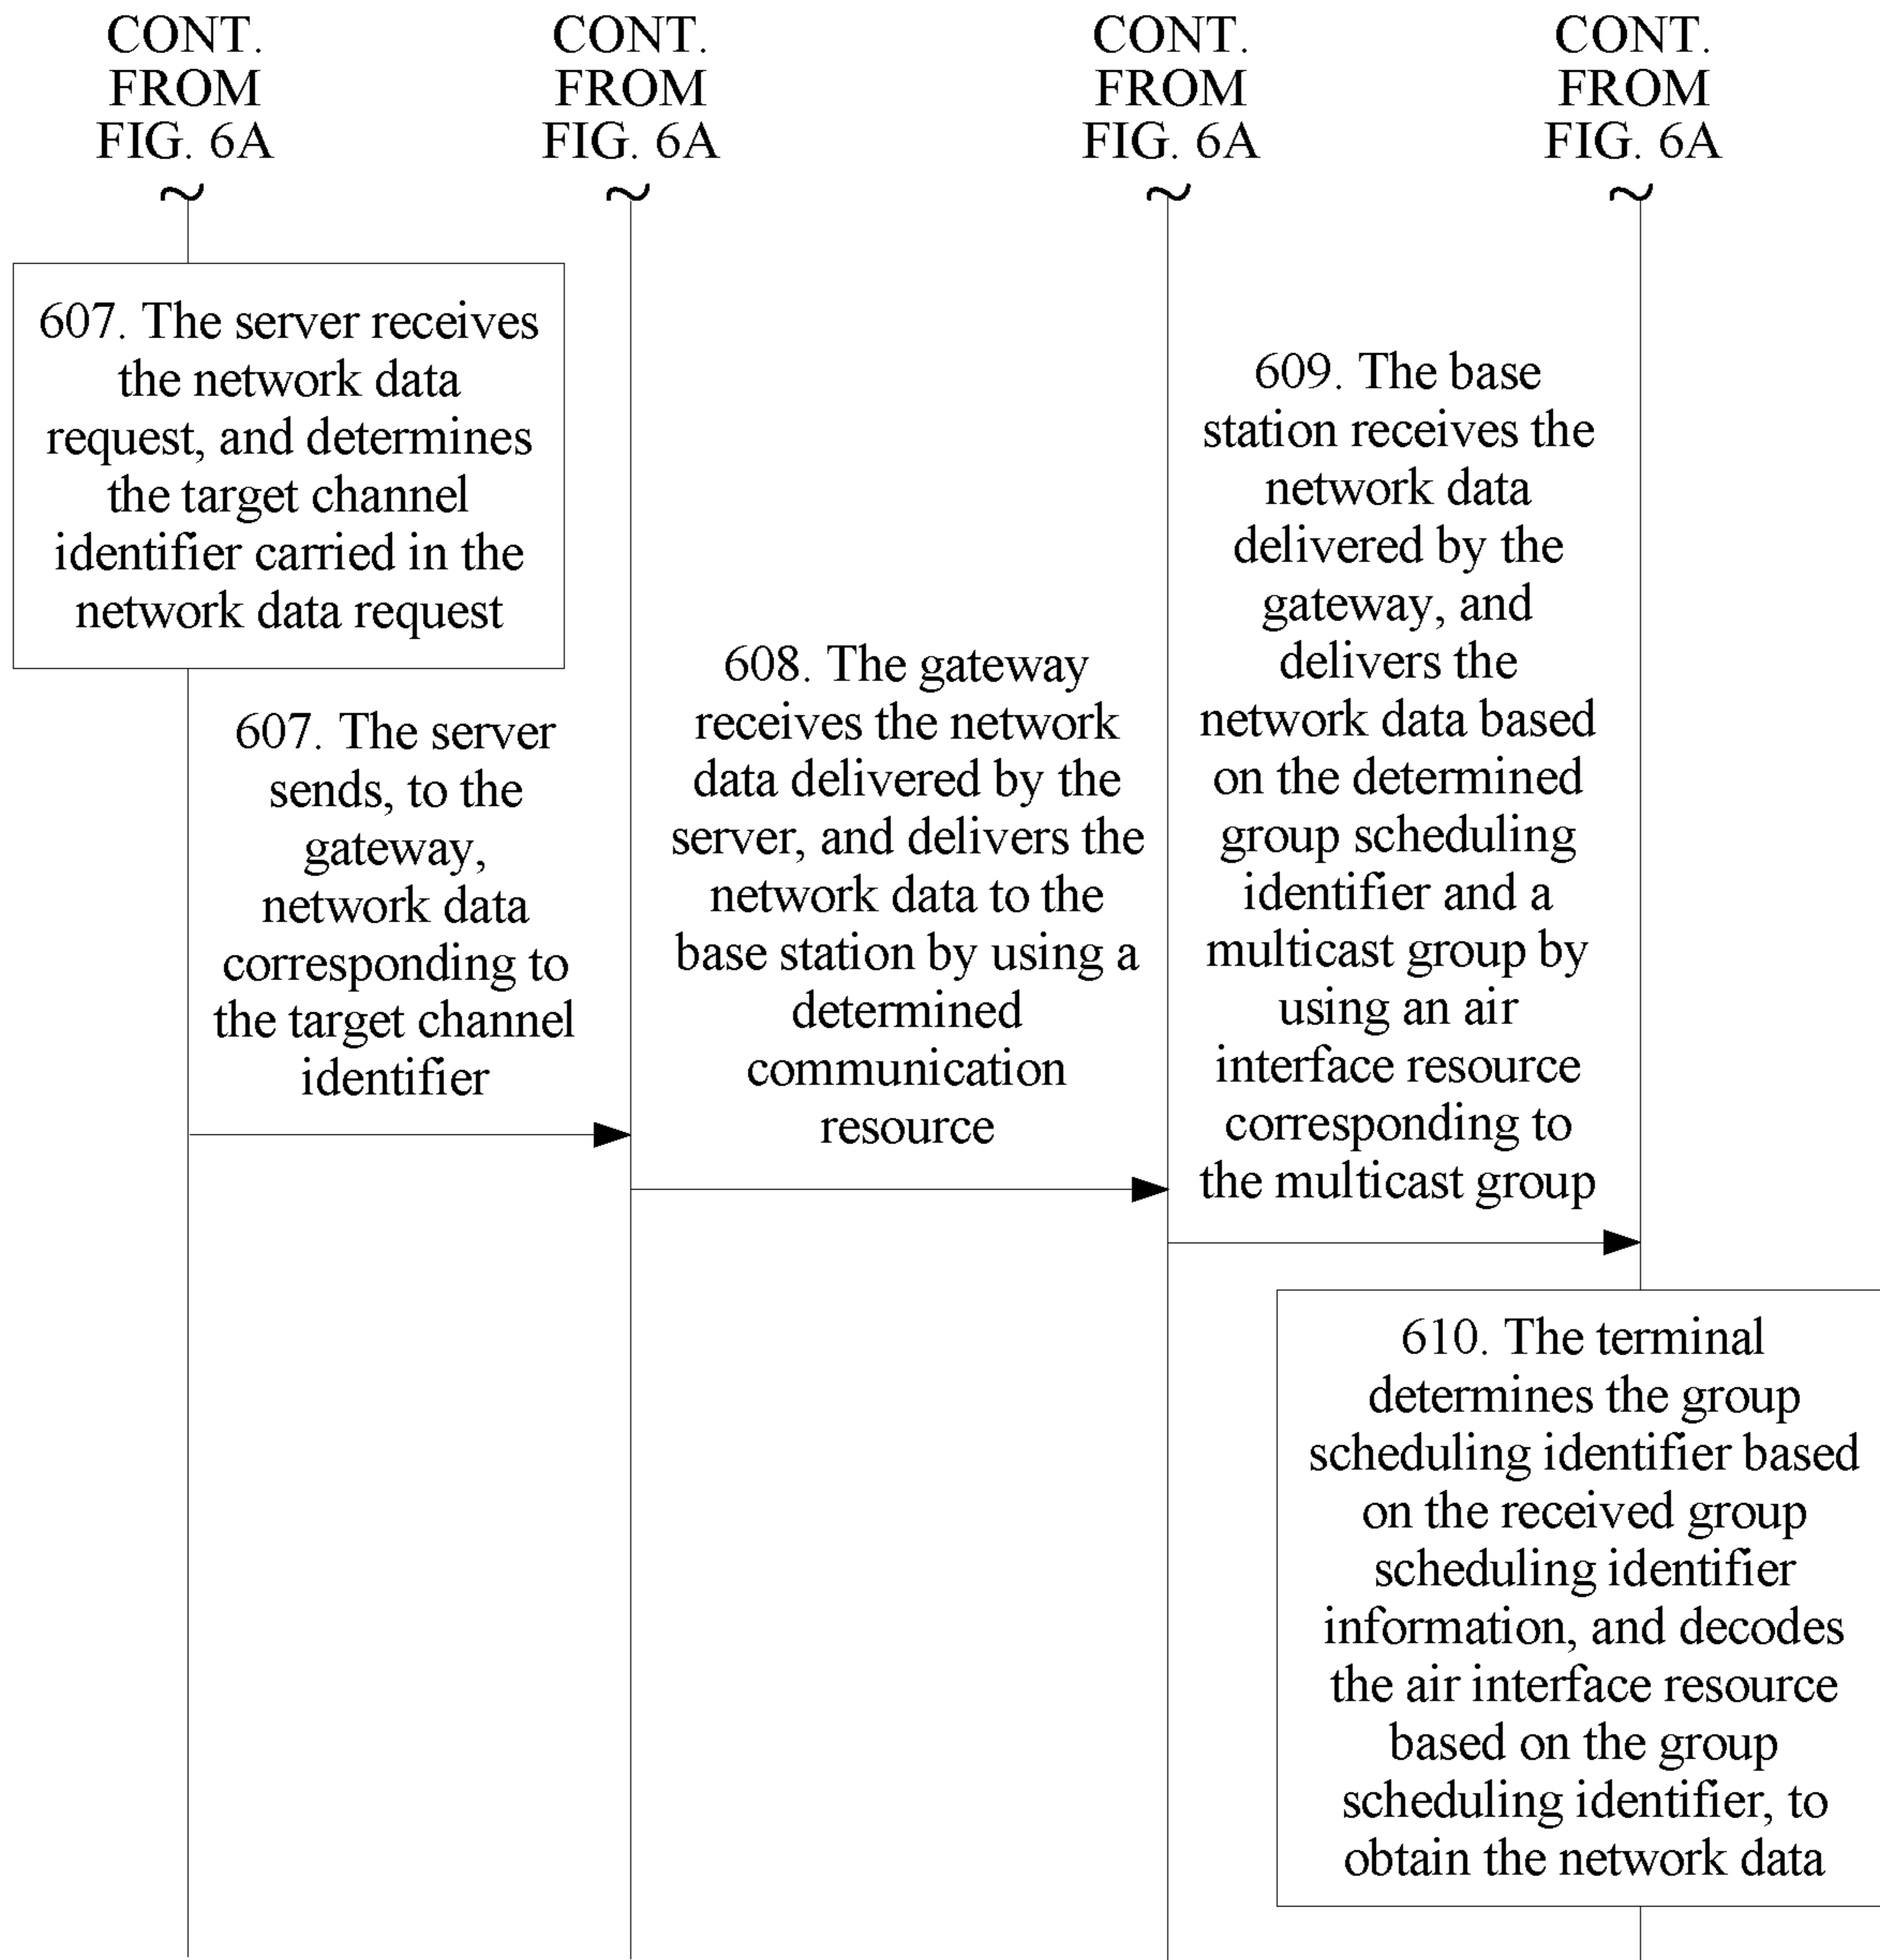 CONT.
FROM
FIG. 6A
CONT.
FROM
FIG. 6A
CONT.
FROM
FIG. 6A
CONT.
FROM
FIG. 6A
~
~
~
~
607. The server receives
the network data
request, and determines
the target channel
identifier carried in the
network data request
607. The server
sends, to the
gateway,
network data
corresponding to
the target channel
identifier
608. The gateway
receives the network
data delivered by the
server, and delivers the
network data to the
base station by using a
determined
communication
resource
609. The base
station receives the
network data
delivered by the
gateway, and
delivers the
network data based
on the determined
group scheduling
identifier and a
multicast group by
using an air
interface resource
corresponding to
the multicast group
610. The terminal
determines the group
scheduling identifier based
on the received group
scheduling identifier
information, and decodes
the air interface resource
based on the group
scheduling identifier, to
obtain the network data